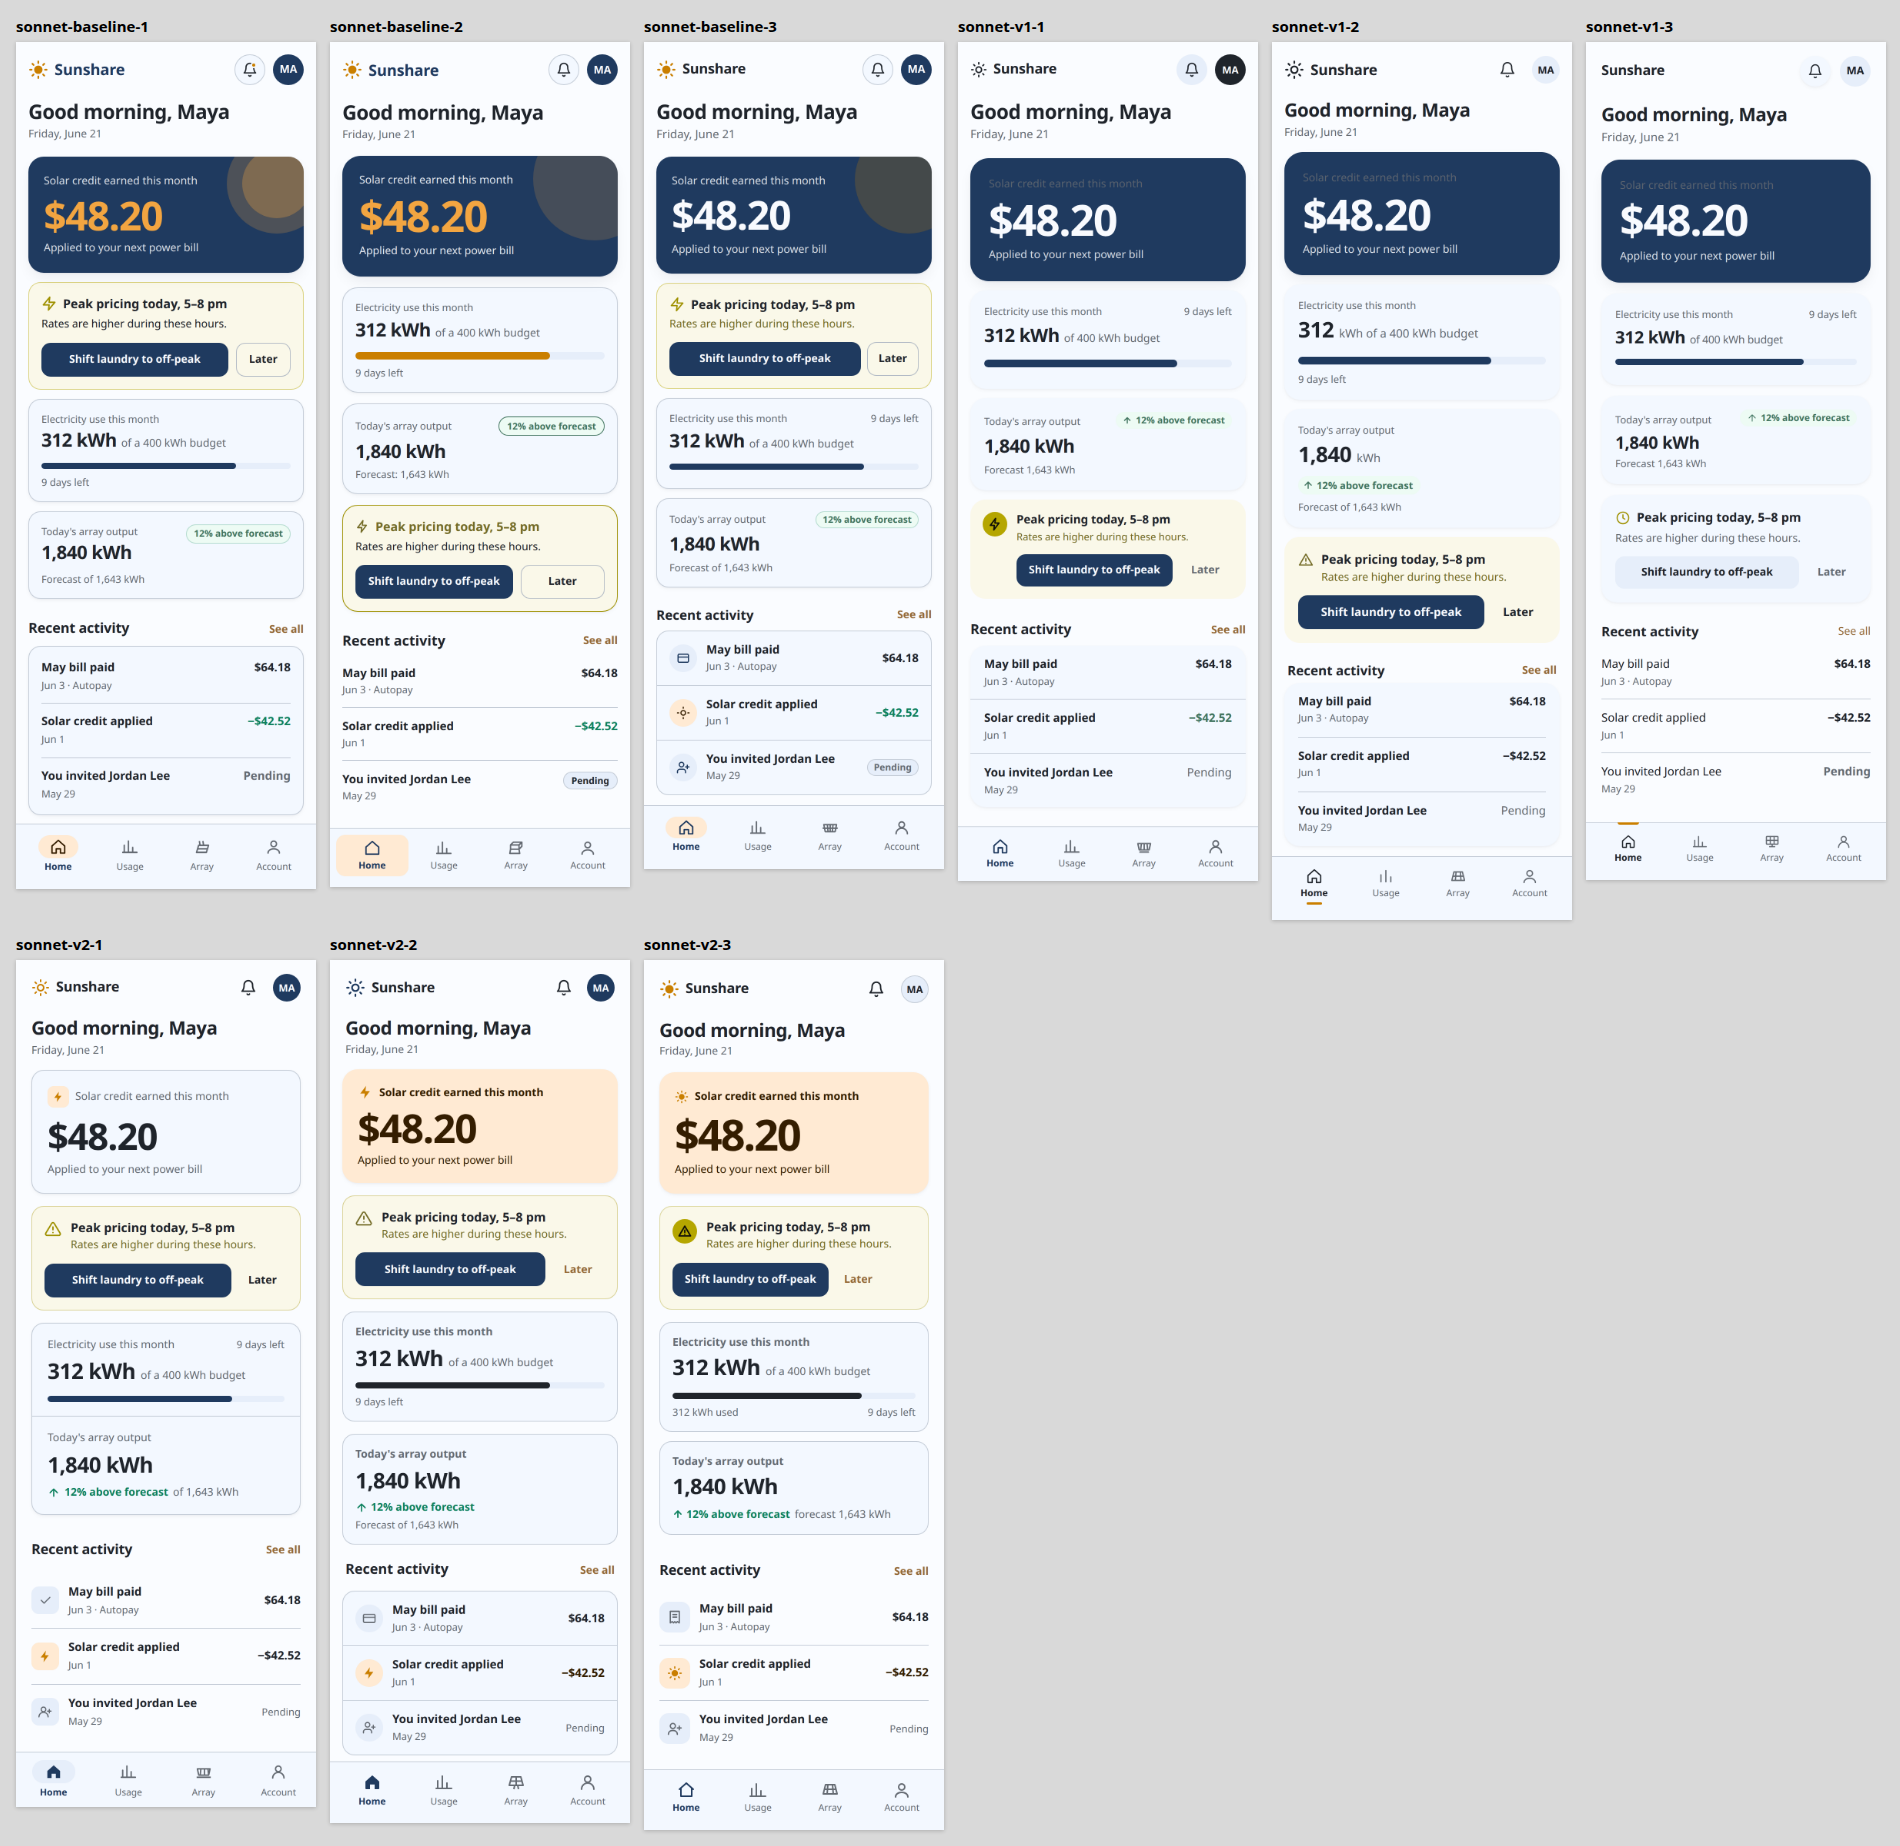 sonnet-baseline-1
Sunshare
MA
Good morning, Maya
Friday, June 21
Solar credit earned this month
$48.20
Applied to your next power bill
Peak pricing today, 5–8 pm
Rates are higher during these hours.
Shift laundry to off-peak
Later
Electricity use this month
312 kWh of a 400 kWh budget
9 days left
Today's array output
12% above forecast
1,840 kWh
Forecast of 1,643 kWh
Recent activity
See all
May bill paid
$64.18
Jun 3 · Autopay
Solar credit applied
−$42.52
Jun 1
You invited Jordan Lee
Pending
May 29
Home
Usage
Array
Account
sonnet-baseline-2
Sunshare
MA
Good morning, Maya
Friday, June 21
Solar credit earned this month
$48.20
Applied to your next power bill
Electricity use this month
312 kWh of a 400 kWh budget
9 days left
Today's array output
12% above forecast
1,840 kWh
Forecast: 1,643 kWh
Peak pricing today, 5–8 pm
Rates are higher during these hours.
Shift laundry to off-peak
Later
Recent activity
See all
May bill paid
$64.18
Jun 3 · Autopay
Solar credit applied
−$42.52
Jun 1
You invited Jordan Lee
Pending
May 29
Home
Usage
Array
Account
sonnet-baseline-3
Sunshare
MA
Good morning, Maya
Friday, June 21
Solar credit earned this month
$48.20
Applied to your next power bill
Peak pricing today, 5–8 pm
Rates are higher during these hours.
Shift laundry to off-peak
Later
Electricity use this month
9 days left
312 kWh of a 400 kWh budget
Today's array output
12% above forecast
1,840 kWh
Forecast of 1,643 kWh
Recent activity
See all
May bill paid
$64.18
Jun 3 · Autopay
Solar credit applied
−$42.52
Jun 1
You invited Jordan Lee
Pending
May 29
Home
Usage
Array
Account
sonnet-v1-1
Sunshare
MA
Good morning, Maya
Friday, June 21
Solar credit earned this month
$48.20
Applied to your next power bill
Electricity use this month
9 days left
312 kWh of 400 kWh budget
Today's array output
↑ 12% above forecast
1,840 kWh
Forecast 1,643 kWh
Peak pricing today, 5–8 pm
Rates are higher during these hours.
Shift laundry to off-peak
Later
Recent activity
See all
May bill paid
$64.18
Jun 3 · Autopay
Solar credit applied
−$42.52
Jun 1
You invited Jordan Lee
Pending
May 29
Home
Usage
Array
Account
sonnet-v1-2
Sunshare
MA
Good morning, Maya
Friday, June 21
Solar credit earned this month
$48.20
Applied to your next power bill
Electricity use this month
312 kWh of a 400 kWh budget
9 days left
Today's array output
1,840 kWh
↑ 12% above forecast
Forecast of 1,643 kWh
Peak pricing today, 5–8 pm
Rates are higher during these hours.
Shift laundry to off-peak
Later
Recent activity
See all
May bill paid
$64.18
Jun 3 · Autopay
Solar credit applied
−$42.52
Jun 1
You invited Jordan Lee
Pending
May 29
Home
Usage
Array
Account
sonnet-v1-3
Sunshare
MA
Good morning, Maya
Friday, June 21
Solar credit earned this month
$48.20
Applied to your next power bill
Electricity use this month
9 days left
312 kWh of 400 kWh budget
Today's array output
↑ 12% above forecast
1,840 kWh
Forecast 1,643 kWh
Peak pricing today, 5–8 pm
Rates are higher during these hours.
Shift laundry to off-peak
Later
Recent activity
See all
May bill paid
$64.18
Jun 3 · Autopay
Solar credit applied
−$42.52
Jun 1
You invited Jordan Lee
Pending
May 29
Home
Usage
Array
Account
sonnet-v2-1
Sunshare
MA
Good morning, Maya
Friday, June 21
Solar credit earned this month
$48.20
Applied to your next power bill
Peak pricing today, 5–8 pm
Rates are higher during these hours.
Shift laundry to off-peak
Later
Electricity use this month
9 days left
312 kWh of a 400 kWh budget
Today's array output
1,840 kWh
↑ 12% above forecast of 1,643 kWh
Recent activity
See all
May bill paid
$64.18
Jun 3 · Autopay
Solar credit applied
−$42.52
Jun 1
You invited Jordan Lee
Pending
May 29
Home
Usage
Array
Account
sonnet-v2-2
Sunshare
MA
Good morning, Maya
Friday, June 21
Solar credit earned this month
$48.20
Applied to your next power bill
Peak pricing today, 5–8 pm
Rates are higher during these hours.
Shift laundry to off-peak
Later
Electricity use this month
312 kWh of a 400 kWh budget
9 days left
Today's array output
1,840 kWh
↑ 12% above forecast
Forecast of 1,643 kWh
Recent activity
See all
May bill paid
$64.18
Jun 3 · Autopay
Solar credit applied
−$42.52
Jun 1
You invited Jordan Lee
Pending
May 29
Home
Usage
Array
Account
sonnet-v2-3
Sunshare
MA
Good morning, Maya
Friday, June 21
Solar credit earned this month
$48.20
Applied to your next power bill
Peak pricing today, 5–8 pm
Rates are higher during these hours.
Shift laundry to off-peak
Later
Electricity use this month
312 kWh of a 400 kWh budget
312 kWh used
9 days left
Today's array output
1,840 kWh
↑ 12% above forecast forecast 1,643 kWh
Recent activity
See all
May bill paid
$64.18
Jun 3 · Autopay
Solar credit applied
−$42.52
Jun 1
You invited Jordan Lee
Pending
May 29
Home
Usage
Array
Account